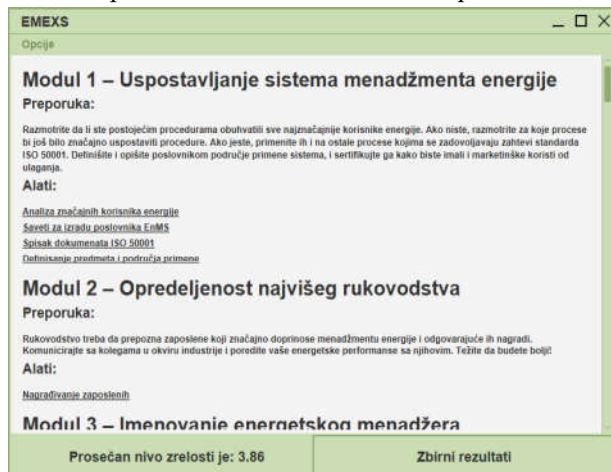 EMEXS
Opcije
Modul 1 – Uspostavljanje sistema menadžmenta energije
Preporuka:
Razmotrite da li ste postojećim procedurama obuhvatili sve najznačajnije korisnike energije. Ako niste, razmotrite za koje procese
bi još bilo značajno uspostaviti procedure. Ako jeste, primenite ih i na ostale procese kojima se zadovoljavaju zahtevi standarda
ISO 50001. Definišite i opišite poslovnikom područje primene sistema, i sertifikujte ga kako biste imali i marketinške koristi od
ulaganja.
Alati:
Analiza značajnih korisnika energije
Saveti za izradu poslovnika EnMS
Spisak dokumenata ISO 50001
Definisanje predmeta i područja primene
Modul 2 – Opredeljenost najvišeg rukovodstva
Preporuka:
Rukovodstvo treba da prepozna zaposlene koji značajno doprinose menadžmentu energije i odgovarajuće ih nagradi.
Komunicirajte sa kolegama u okviru industrije i poredite vaše energetske performanse sa njihovim. Težite da budete bolji!
Alati:
Nagrađivanje zaposlenih
Modul 3 – Imenovanje energetskog menadžera
Prosečan nivo zrelosti je: 3.86
Zbirni rezultati